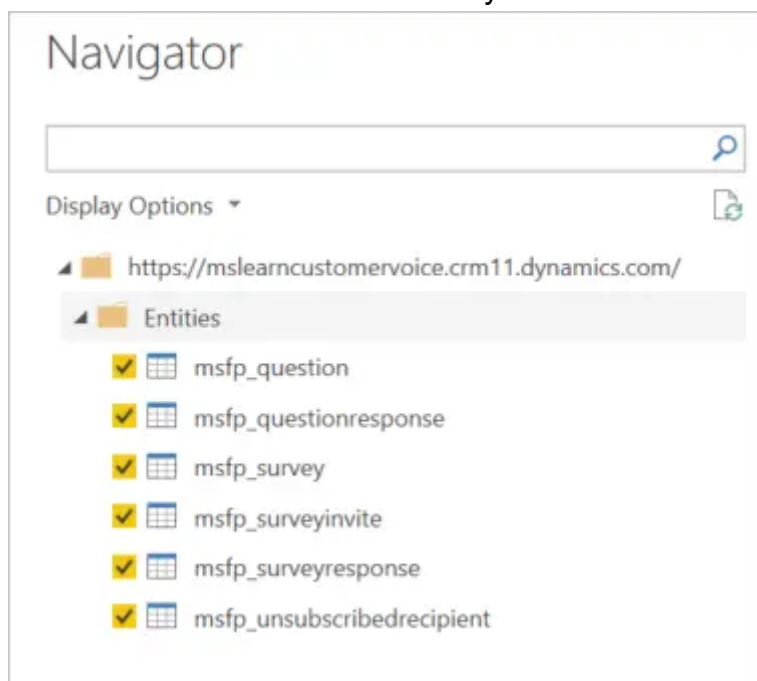 Navigator
Display Options
https://mslearncustomervoice.crm11.dynamics.com/
Entities
msfp_question
msfp_questionresponse
msfp_survey
msfp_surveyinvite
msfp_surveyresponse
msfp_unsubscribedrecipient